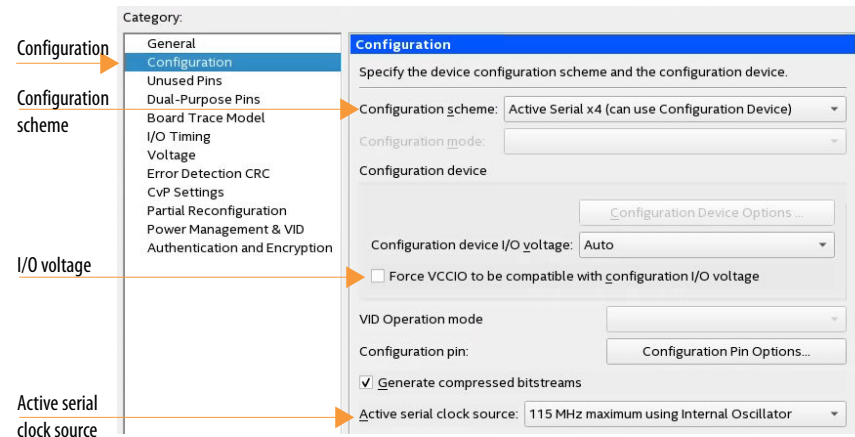 Category:
Configuration
Configuration
scheme
I/O voltage
Active serial
clock source
General
Configuration
Unused Pins
Dual-Purpose Pins
Board Trace Model
I/O Timing
Voltage
Error Detection CRC
CvP Settings
Partial Reconfiguration
Power Management & VID
Authentication and Encryption
Configuration
Specify the device configuration scheme and the configuration device.
Configuration scheme: Active Serial x4 (can use Configuration Device)
Configuration mode:
Configuration device
Configuration Device Options ...
Configuration device I/O voltage: Auto
Force VCCIO to be compatible with configuration I/O voltage
VID Operation mode
Configuration pin: Configuration Pin Options...
Generate compressed bitstreams
Active serial clock source: 115 MHz maximum using Internal Oscillator